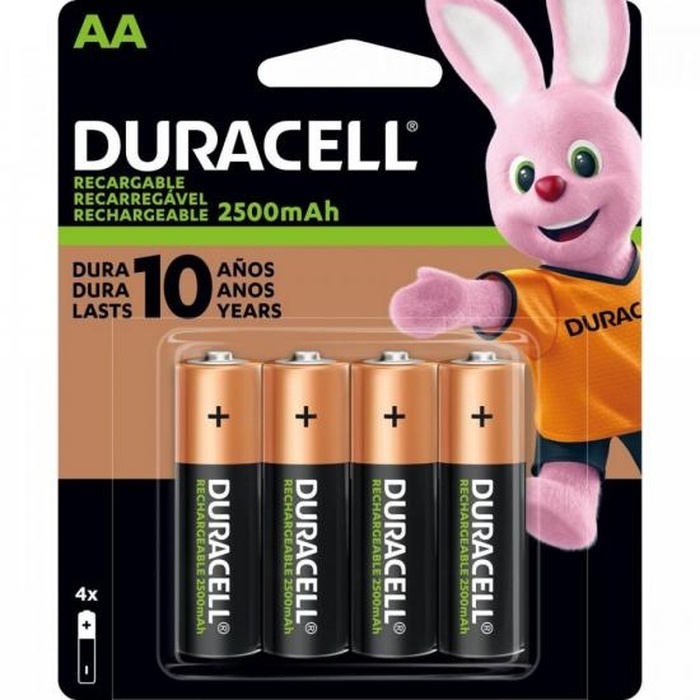 AA
DURACELL®
RECARGABLE
RECARREGÁVEL
RECHARGEABLE 2500mAh
DURA 10 AÑOS
DURA ANOS
LASTS YEARS
DURAC
+ + + +
DURACELL®
RECHARGEABLE 2500mAh
DURACELL®
RECHARGEABLE 2500mAh
DURACELL®
RECHARGEABLE 2500mAh
DURACELL®
RECHARGEABLE 2500mAh
4x
+
-